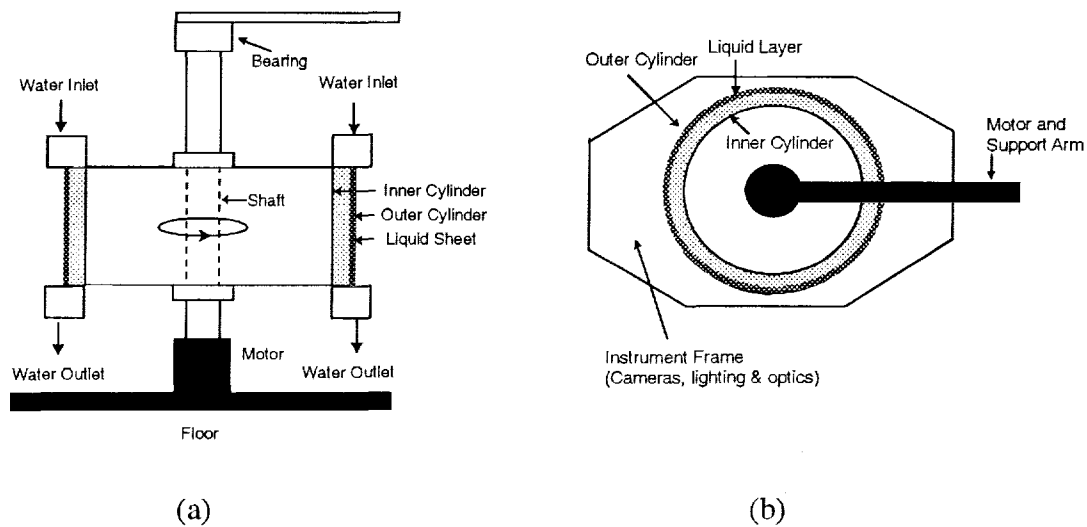 Bearing
Water Inlet
Water Inlet
Inner Cylinder
Shaft
Outer Cylinder
Liquid Sheet
Motor
Water Outlet
Water Outlet
Floor
(a)
Liquid Layer
Outer Cylinder
Inner Cylinder
Motor and
Support Arm
Instrument Frame
(Cameras, lighting & optics)
(b)